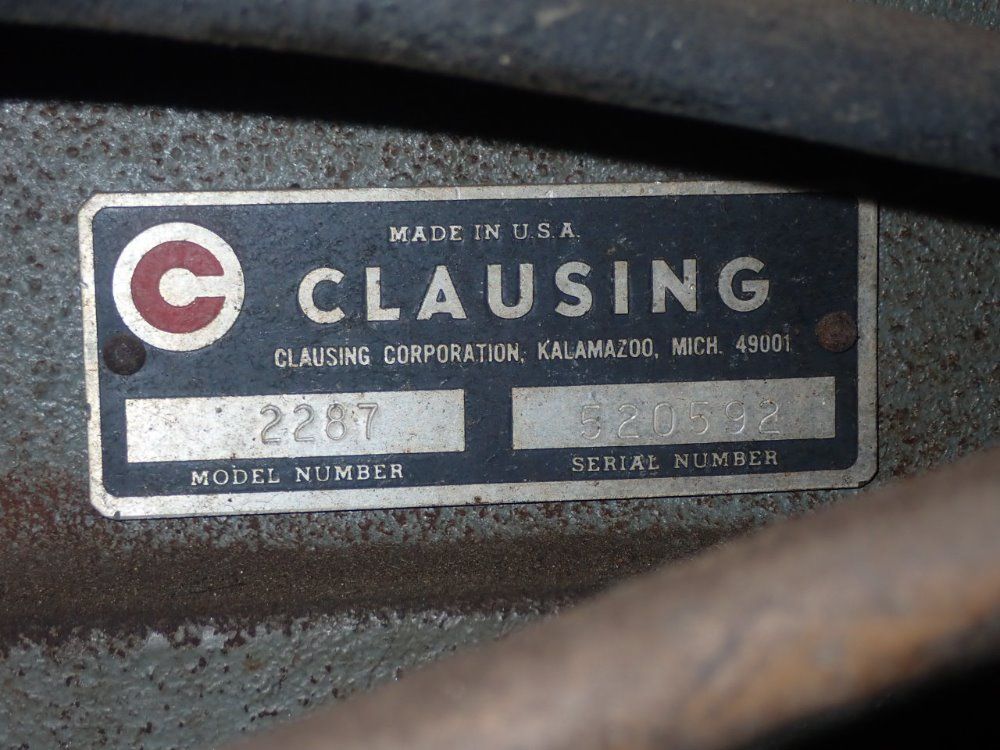 MADE IN U.S.A.
C CLAUSING
CLAUSING CORPORATION, KALAMAZOO, MICH. 49001
2287 520592
MODEL NUMBER SERIAL NUMBER